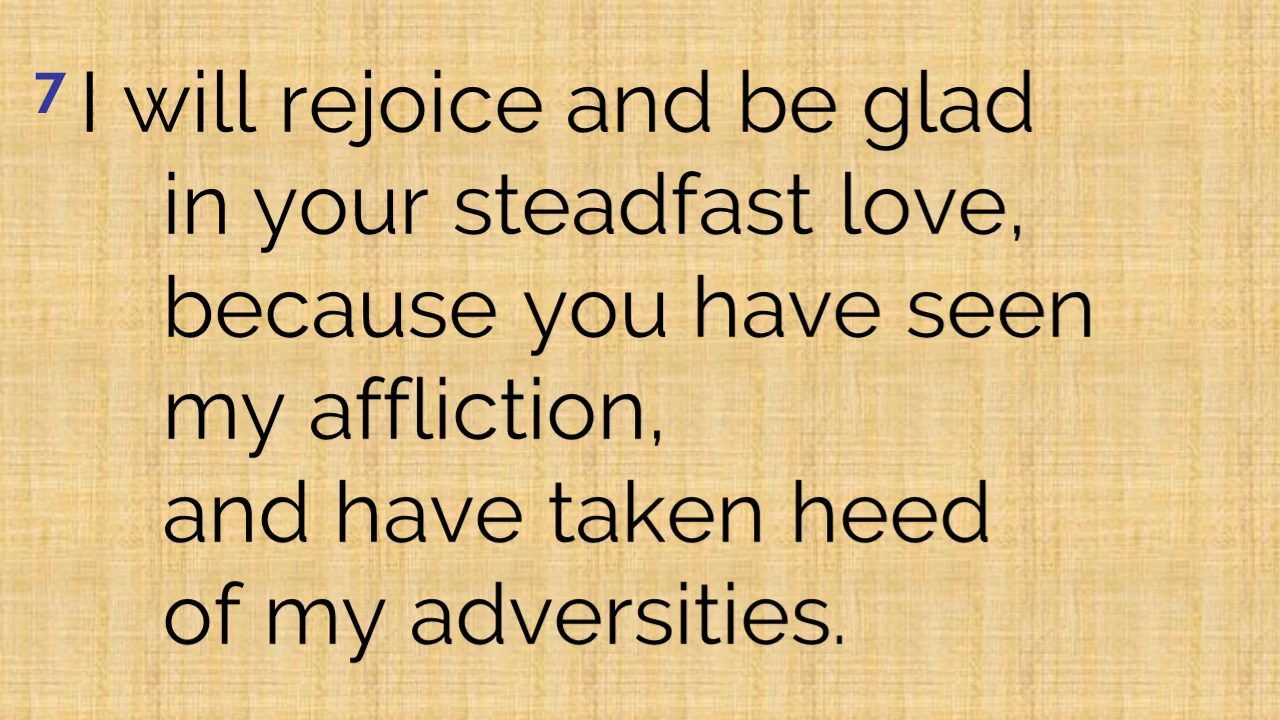 7 I will rejoice and be glad
in your steadfast love,
because you have seen
my affliction,
and have taken heed
of my adversities.